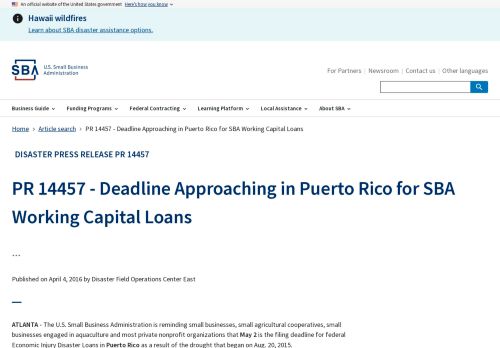 An official website of the United States government Here's how you know
Hawaii wildfires
Learn about SBA disaster assistance options.
SBA U.S. Small Business Administration
For Partners Newsroom Contact us Other languages
Business Guide Funding Programs Federal Contracting Learning Platform Local Assistance About SBA
Home Article search PR 14457 - Deadline Approaching in Puerto Rico for SBA Working Capital Loans
DISASTER PRESS RELEASE PR 14457
PR 14457 - Deadline Approaching in Puerto Rico for SBA
Working Capital Loans
...
Published on April 4, 2016 by Disaster Field Operations Center East
ATLANTA - The U.S. Small Business Administration is reminding small businesses, small agricultural cooperatives, small
businesses engaged in aquaculture and most private nonprofit organizations that May 2 is the filing deadline for federal
Economic Injury Disaster Loans in Puerto Rico as a result of the drought that began on Aug. 20, 2015.